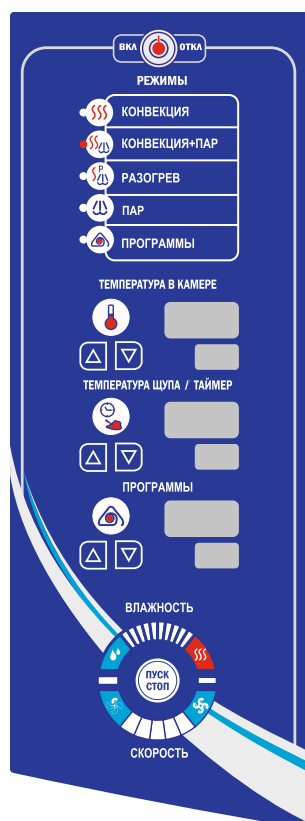 ВКЛ ОТКЛ
РЕЖИМЫ
КОНВЕКЦИЯ
КОНВЕКЦИЯ+ПАР
P
РАЗОГРЕВ
ПАР
ПРОГРАММЫ
ТЕМПЕРАТУРА В КАМЕРЕ
ТЕМПЕРАТУРА ЩУПА / ТАЙМЕР
ПРОГРАММЫ
ВЛАЖНОСТЬ
ПУСК
СТОП
СКОРОСТЬ